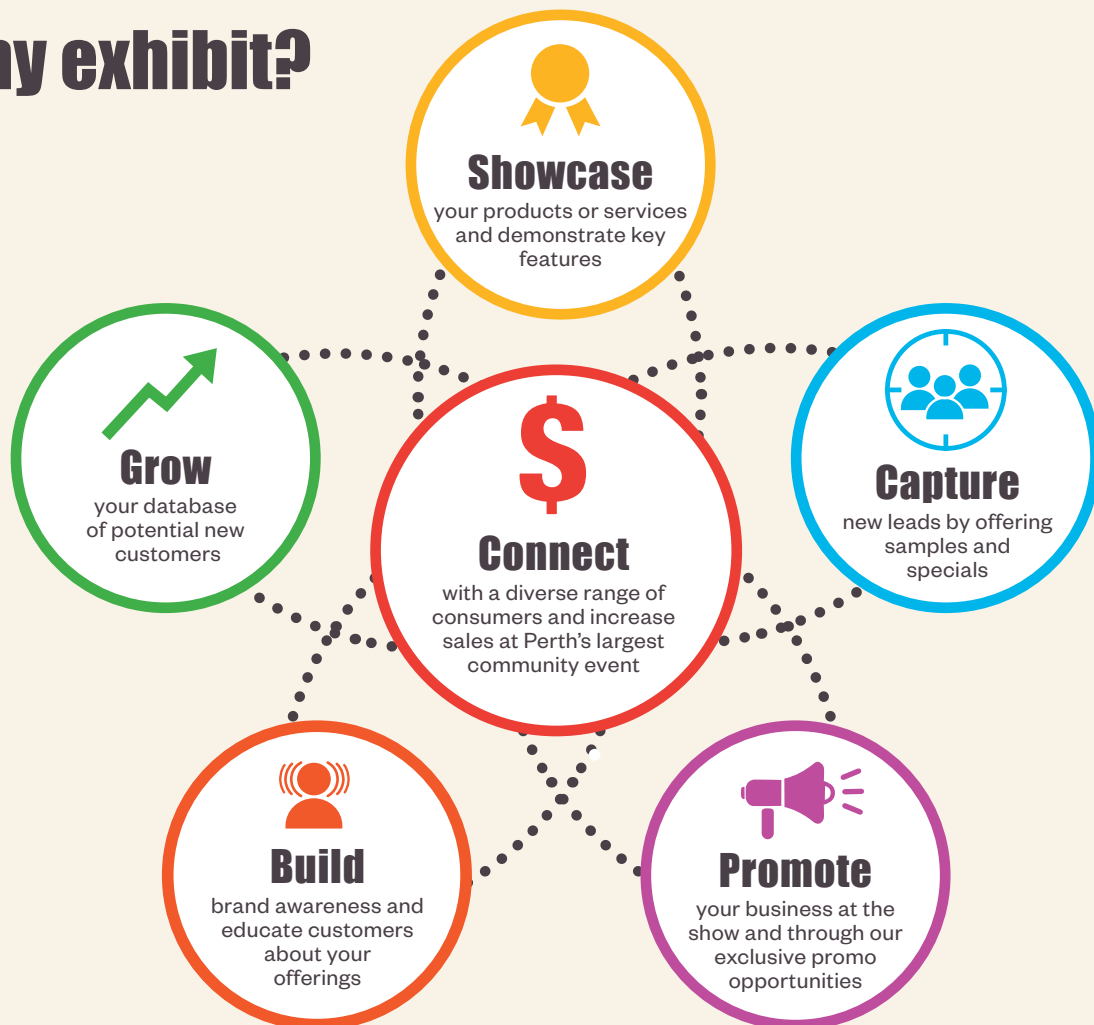 hy exhibit?
Showcase
your products or services
and demonstrate key
features
Grow
your database
of potential new
customers
$
Connect
with a diverse range of
consumers and increase
sales at Perth's largest
community event
Capture
new leads by offering
samples and
specials
Build
brand awareness and
educate customers
about your
offerings
Promote
your business at the
show and through our
exclusive promo
opportunities